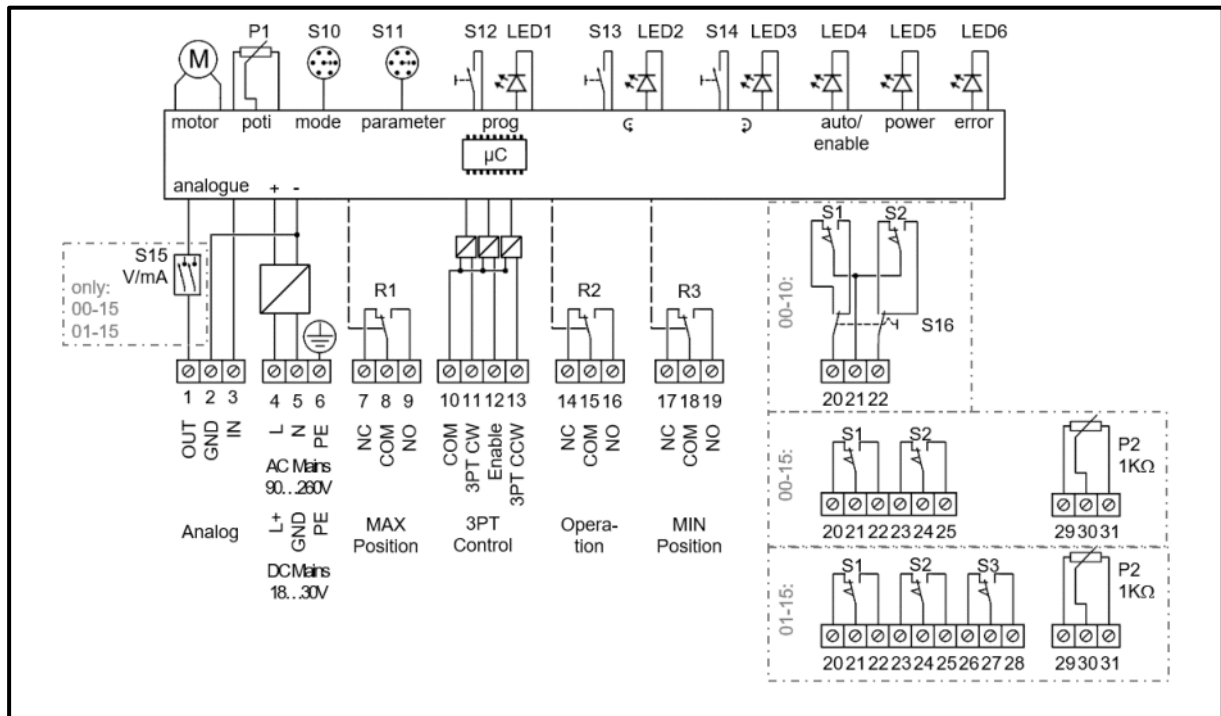 P1 S10 S11 S12 LED1 S13 LED2 S14 LED3 LED4 LED5 LED6
M
motor poti mode parameter prog auto/ power error
enable
µC
analogue + -
S15
V/mA
only:
00-15
01-15
R1
R2
R3
00-10:
S1 S2
S16
1 2 3 4 5 6 7 8 9 10 11 12 13 14 15 16 17 18 19
20 21 22
OUT
GND
IN
L
N
PE
NC
COM
NO
COM
3PT CW
Enable
3PT CCW
NC
COM
NO
NC
COM
NO
AC Mains
90...260V
L+
GND
PE
DC Mains
18...30V
Analog
MAX
Position
3PT
Control
Opera-
tion
MIN
Position
00-15:
S1 S2
P2
1KΩ
20 21 22 23 24 25 29 30 31
01-15:
S1 S2 S3
P2
1KΩ
20 21 22 23 24 25 26 27 28 29 30 31